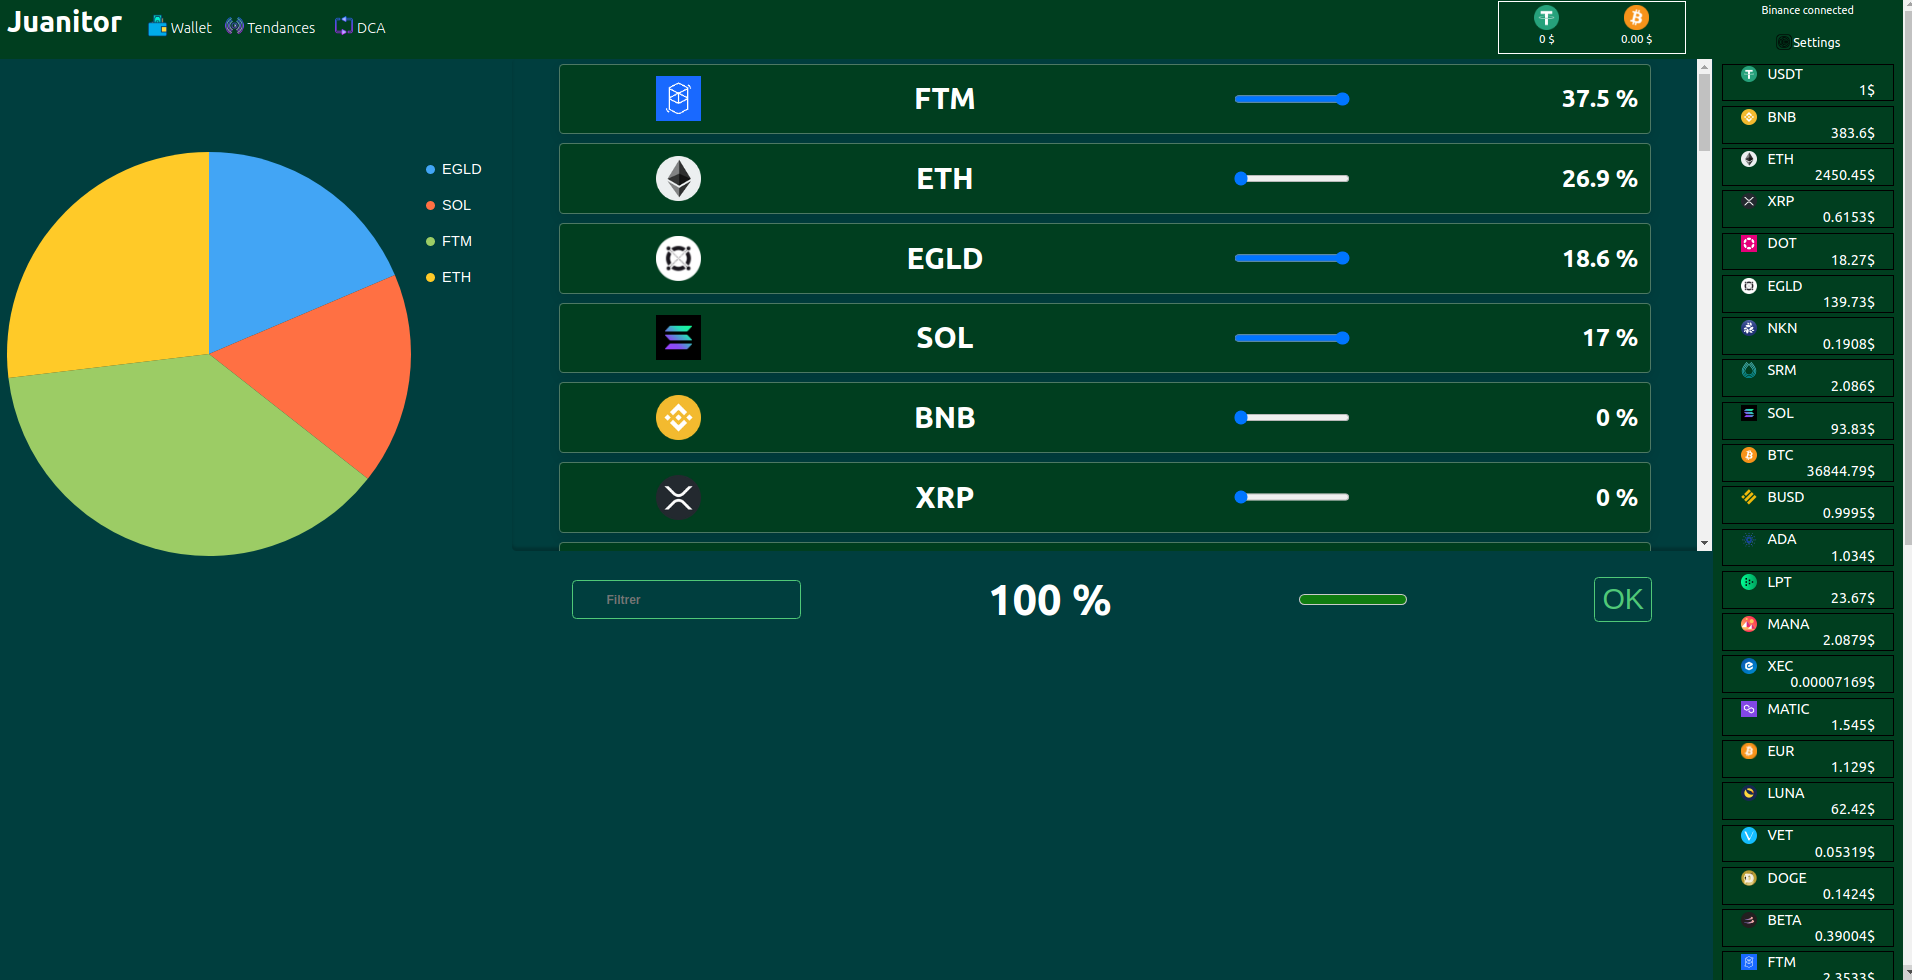 Juanitor
Wallet
Tendances
DCA
0 $
0.00 $
Binance connected
Settings
EGLD
SOL
FTM
ETH
FTM
37.5 %
ETH
26.9 %
EGLD
18.6 %
SOL
17 %
BNB
0 %
XRP
0 %
Filtrer
100 %
OK
USDT
1$
BNB
383.6$
ETH
2450.45$
XRP
0.6153$
DOT
18.27$
EGLD
139.73$
NKN
0.1908$
SRM
2.086$
SOL
93.83$
BTC
36844.79$
BUSD
0.9995$
ADA
1.034$
LPT
23.67$
MANA
2.0879$
XEC
0.00007169$
MATIC
1.545$
EUR
1.129$
LUNA
62.42$
VET
0.05319$
DOGE
0.1424$
BETA
0.39004$
FTM
2.3533$